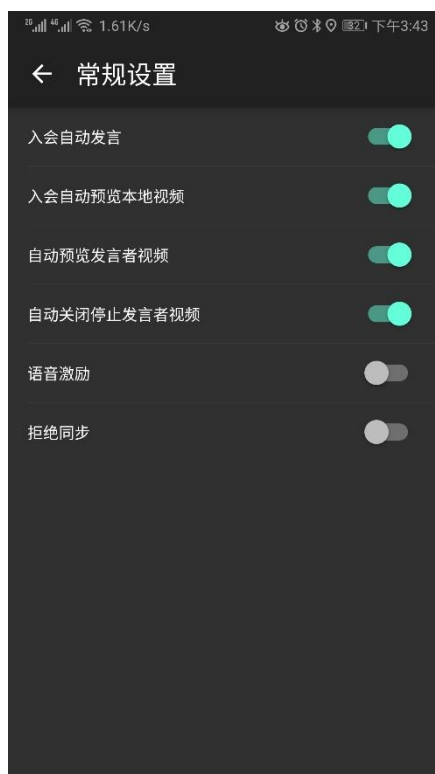 2G 4G 1.61K/s 32 下午3:43
常规设置
入会自动发言
入会自动预览本地视频
自动预览发言者视频
自动关闭停止发言者视频
语音激励
拒绝同步